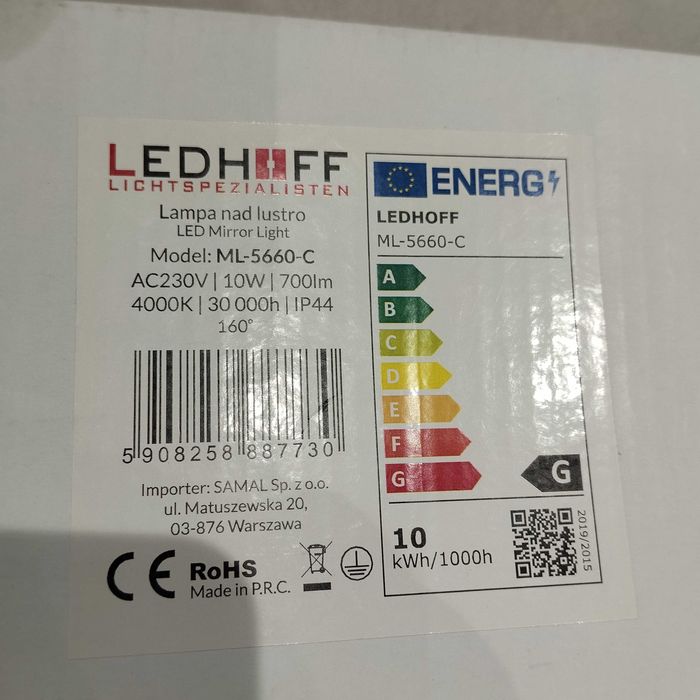 LEDHOFF
LICHTSPEZIALISTEN
Lampa nad lustro
LED Mirror Light
Model: ML-5660-C
AC230V | 10W | 700lm
4000K | 30 000h | IP44
160°
5 908258 887730
Importer: SAMAL Sp. z o.o.
ul. Matuszewska 20,
03-876 Warszawa
CE RoHS
Made in P.R.C.
ENERG
LEDHOFF
ML-5660-C
A
B
C
D
E
F
G
G
10
kWh/1000h
2019/2015